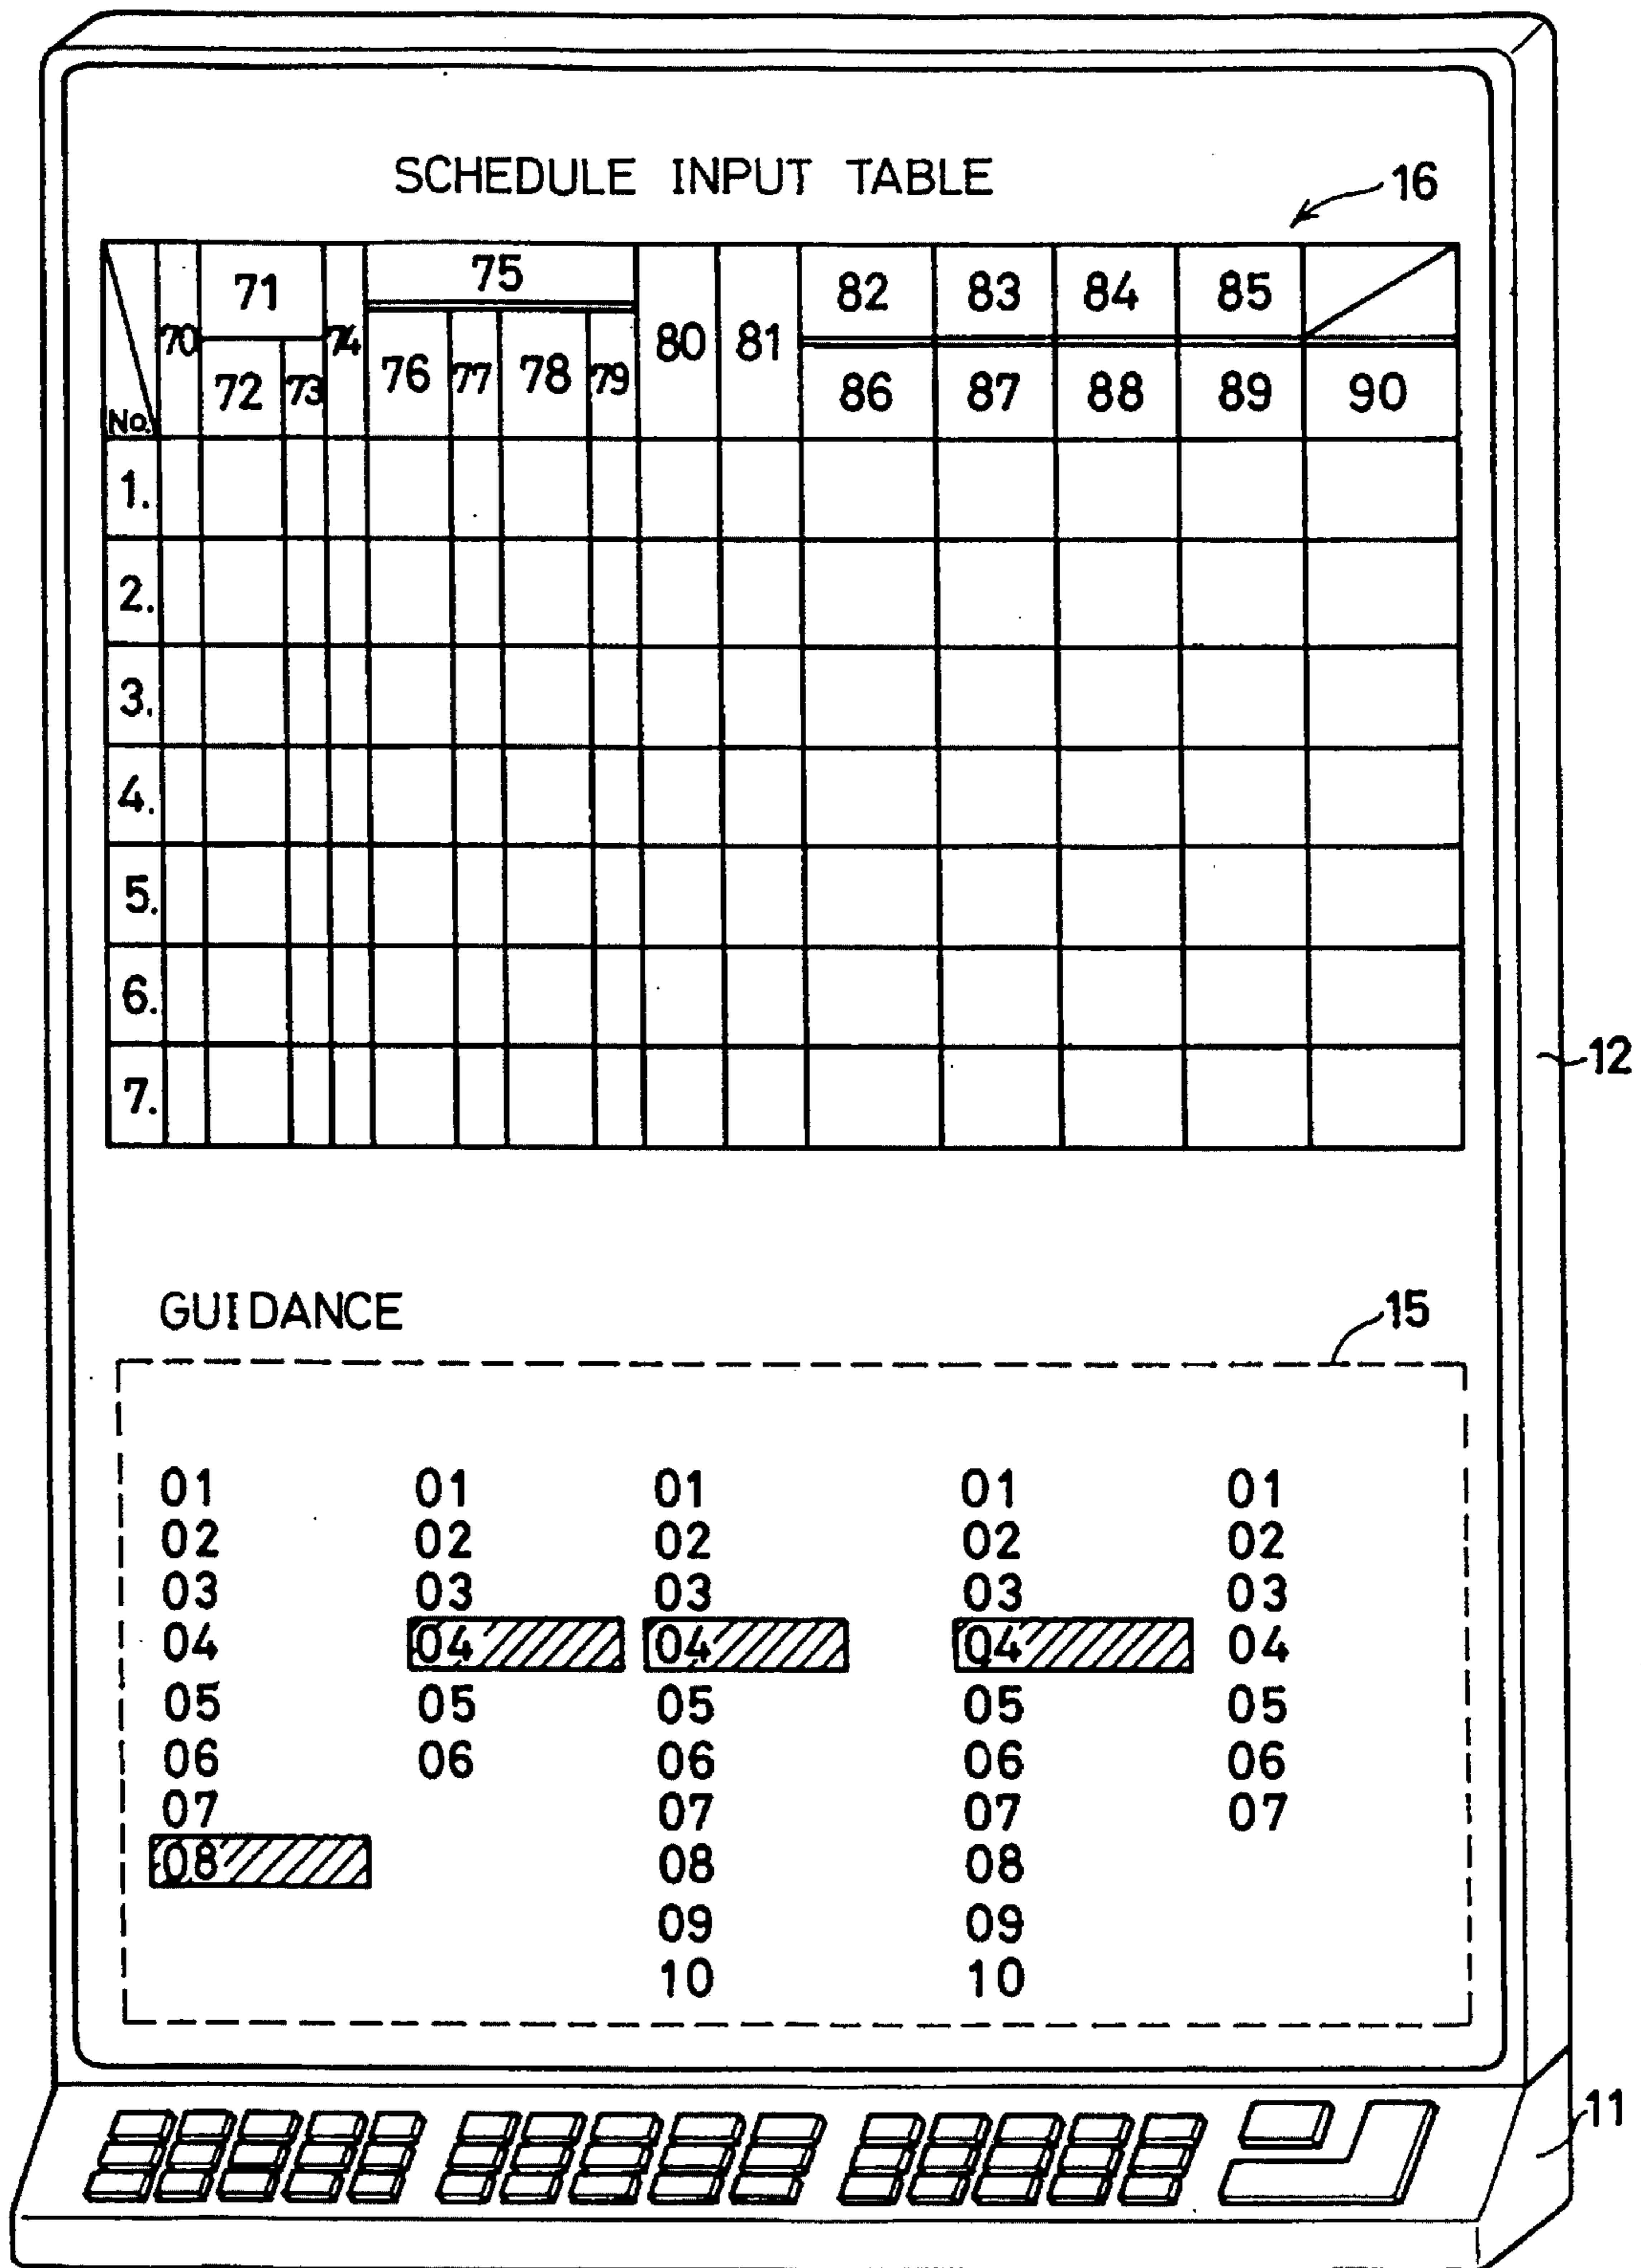 SCHEDULE INPUT TABLE
16
No. 70 71 72 73 74 75 76 77 78 79 80 81 82 83 84 85
86 87 88 89 90
1.
2.
3.
4.
5.
6.
7.
12
GUIDANCE
15
01 01 01 01 01
02 02 02 02 02
03 03 03 03 03
04 04 04 04 04
05 05 05 05 05
06 06 06 06 06
07 07 07 07
08 08 08
09 09
10 10
11